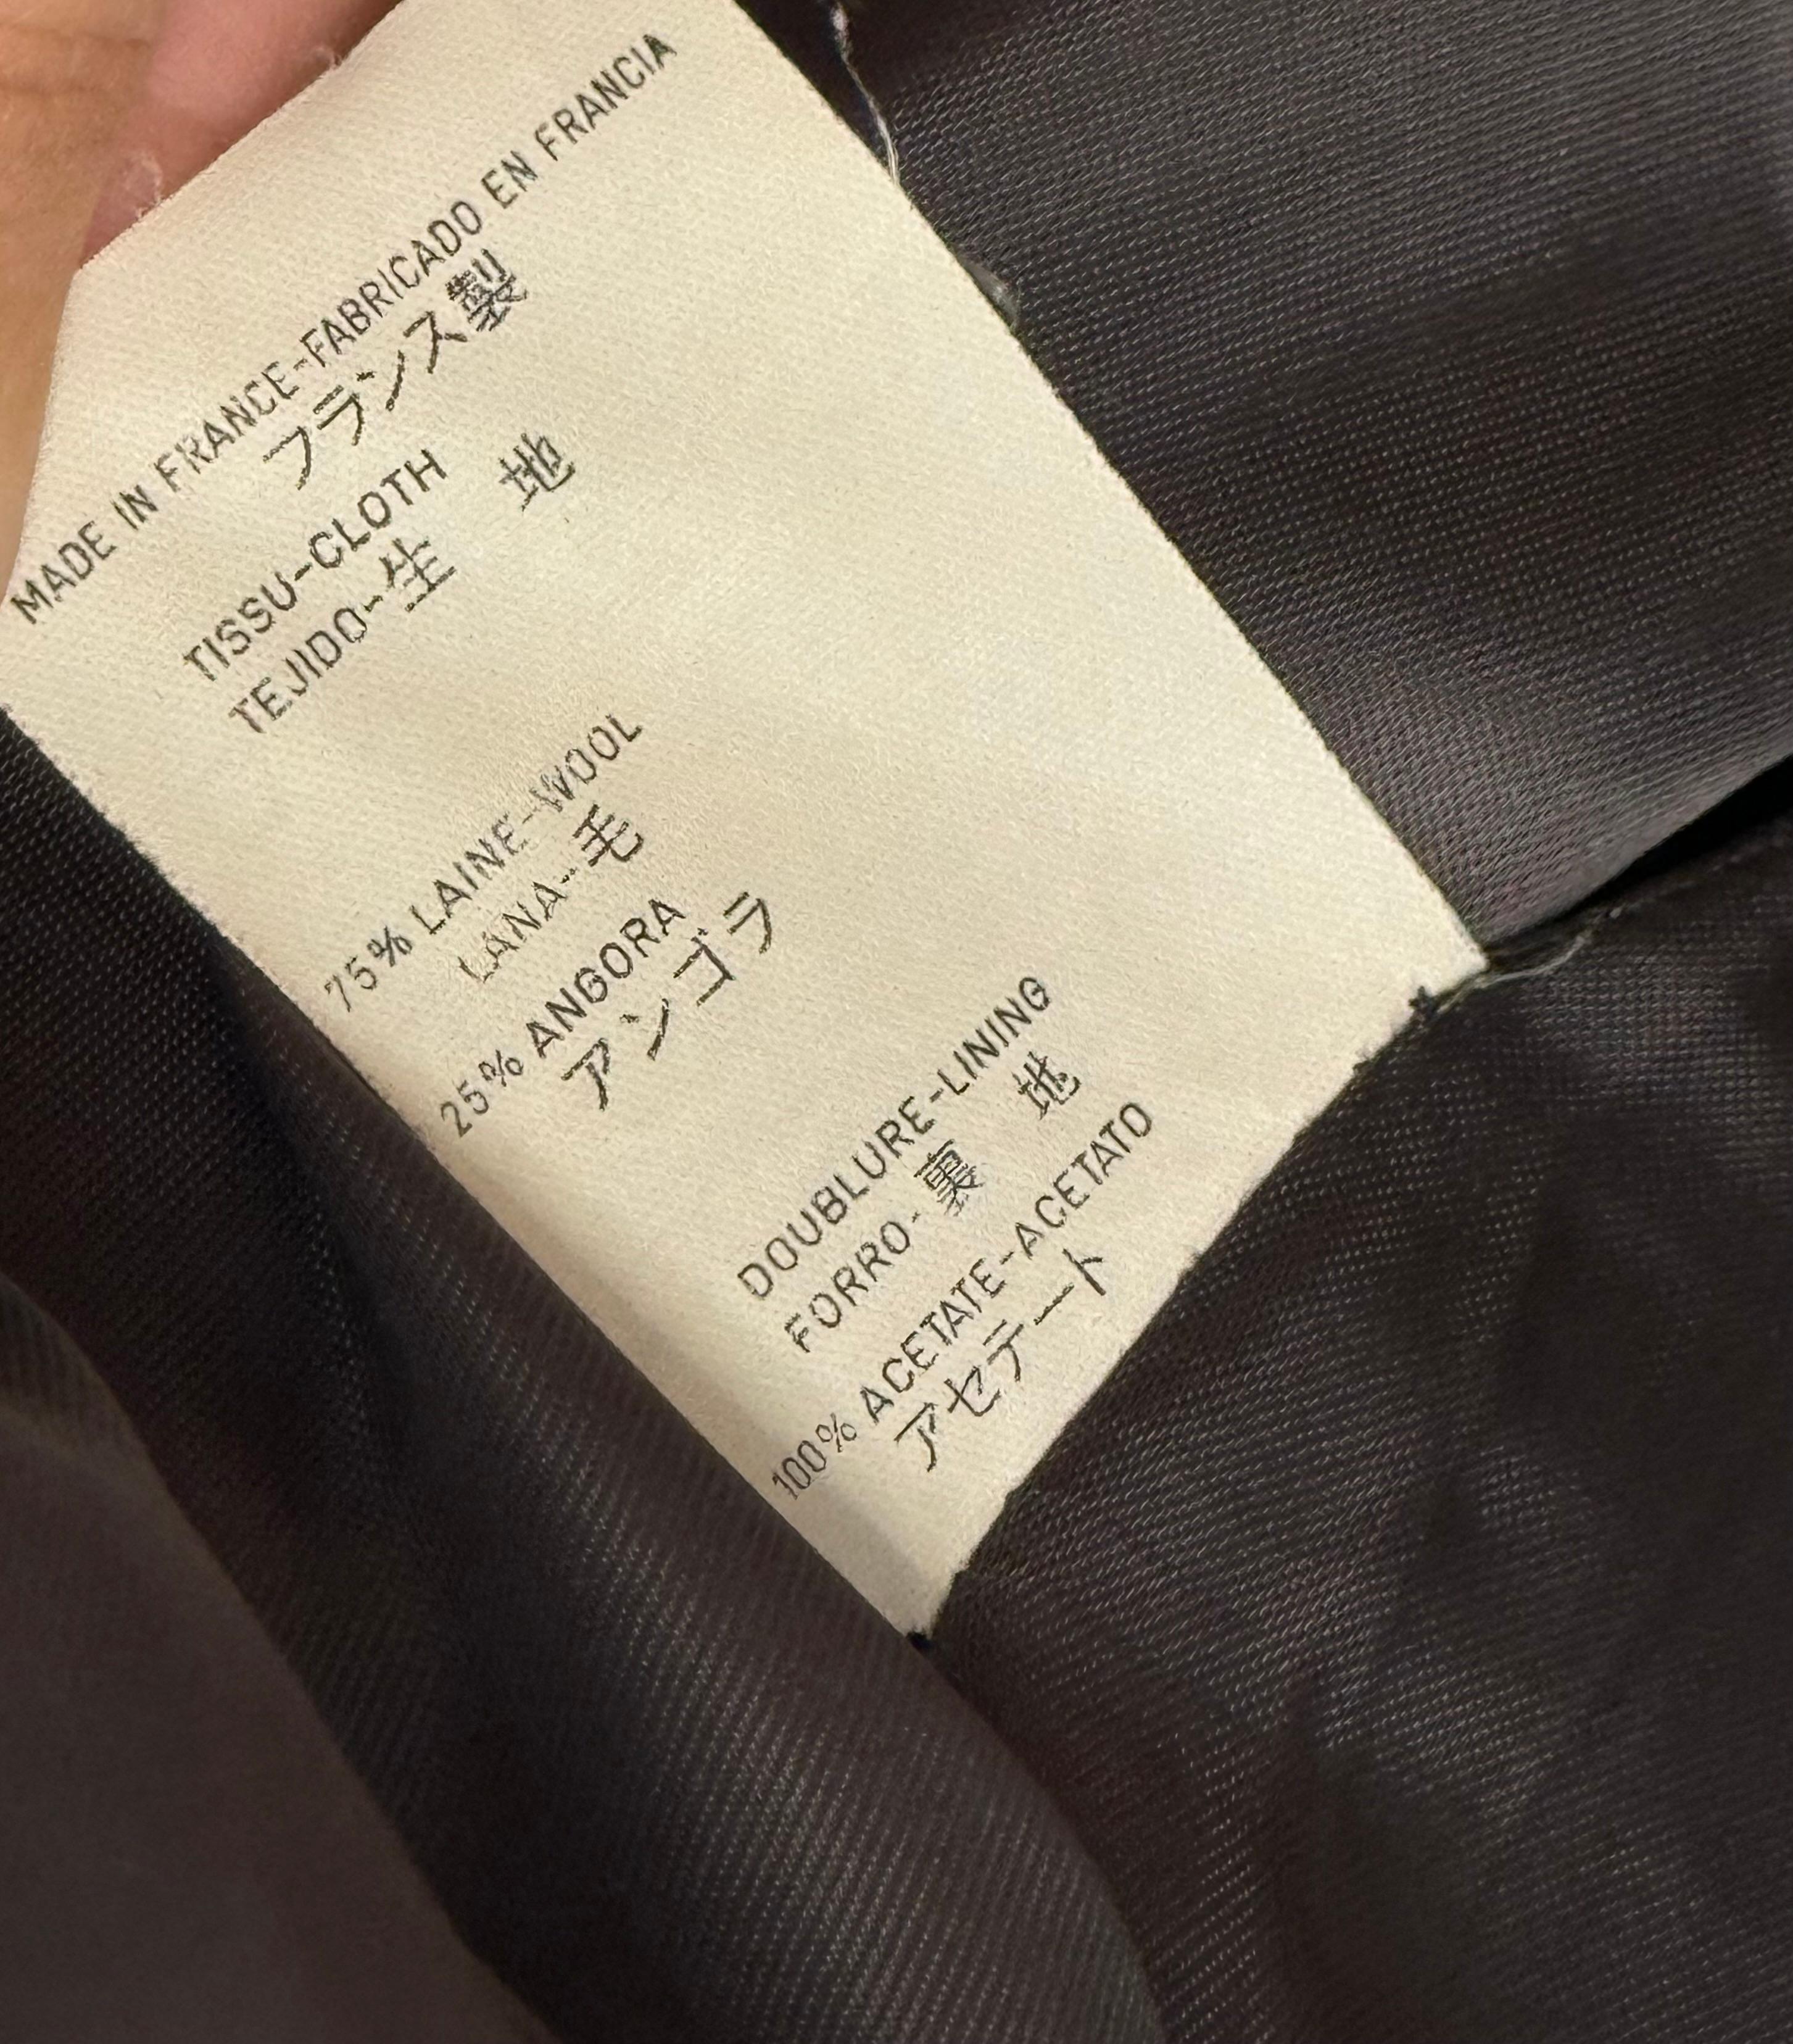 MADE IN FRANCE-FABRICADO EN FRANCIA
フランス製
TISSU-CLOTH
TEJIDO-生 地
75% LAINE-WOOL
LANA-毛
25% ANGORA
アンゴラ
DOUBLURE-LINING
FORRO-裏 地
100% ACETATE-ACETATO
アセテート